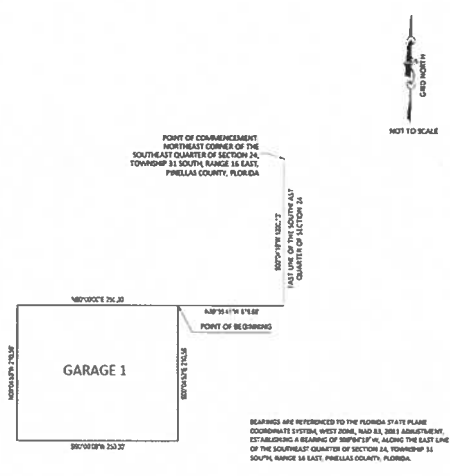 GRID NORTH
NOT TO SCALE
POINT OF COMMENCEMENT
NORTHEAST CORNER OF THE
SOUTHEAST QUARTER OF SECTION 24,
TOWNSHIP 31 SOUTH, RANGE 16 EAST,
PINELLAS COUNTY, FLORIDA
EAST LINE OF THE SOUTHEAST
QUARTER OF SECTION 24
POINT OF BEGINNING
GARAGE 1
BEARINGS ARE REFERENCED TO THE FLORIDA STATE PLANE
COORDINATE SYSTEM, WEST ZONE, NAD 83, 2011 ADJUSTMENT,
ESTABLISHING A BEARING OF W, ALONG THE EAST LINE
OF THE SOUTHEAST QUARTER OF SECTION 24, TOWNSHIP 31
SOUTH, RANGE 16 EAST, PINELLAS COUNTY, FLORIDA.